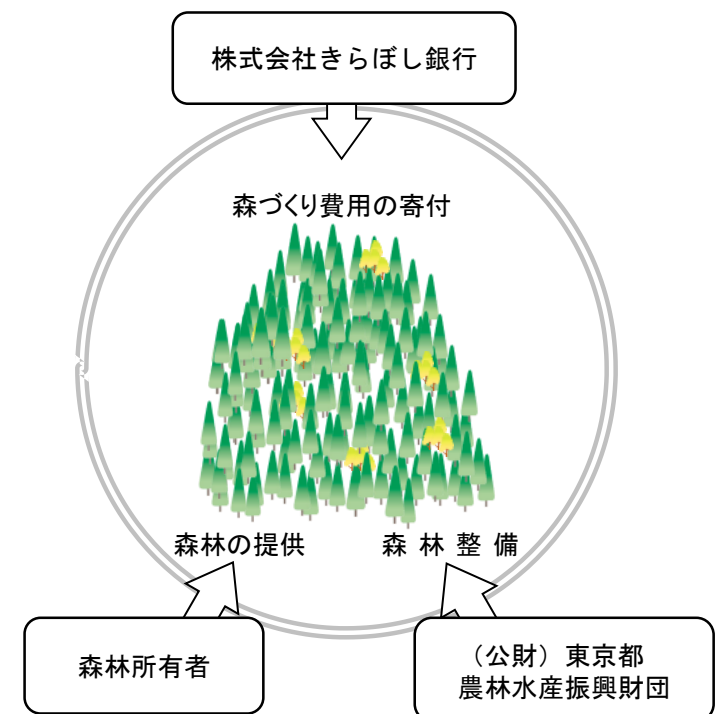 株式会社きらぼし銀行
森づくり費用の寄付
森林の提供
森林整備
森林所有者
（公財）東京都
農林水産振興財団